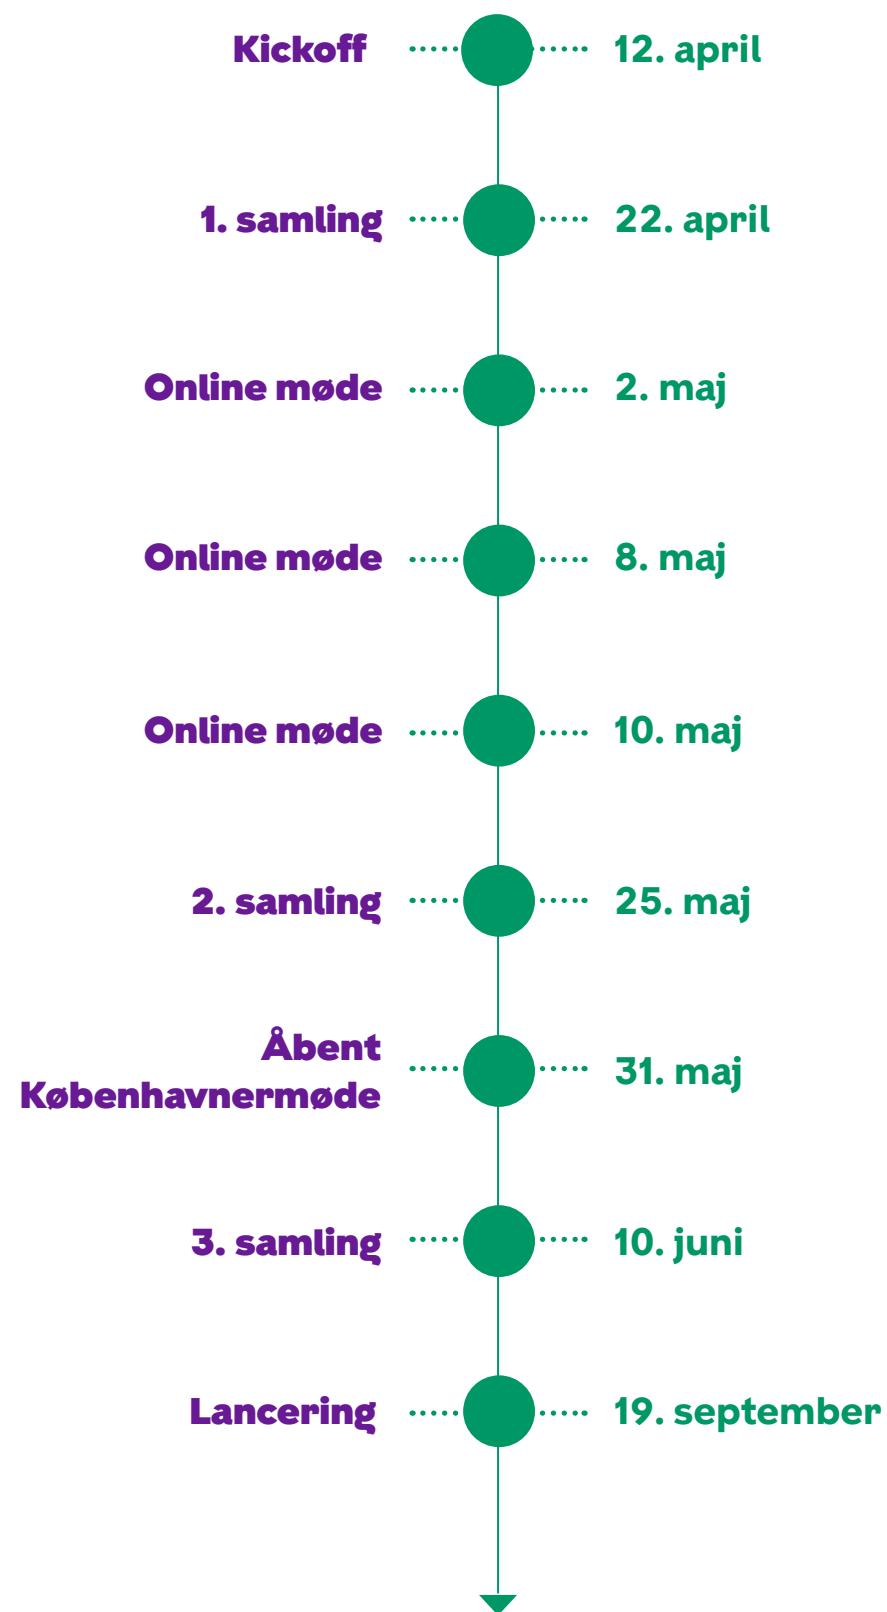 Kickoff 12. april
1. samling 22. april
Online møde 2. maj
Online møde 8. maj
Online møde 10. maj
2. samling 25. maj
Åbent
Københavnermøde 31. maj
3. samling 10. juni
Lancering 19. september